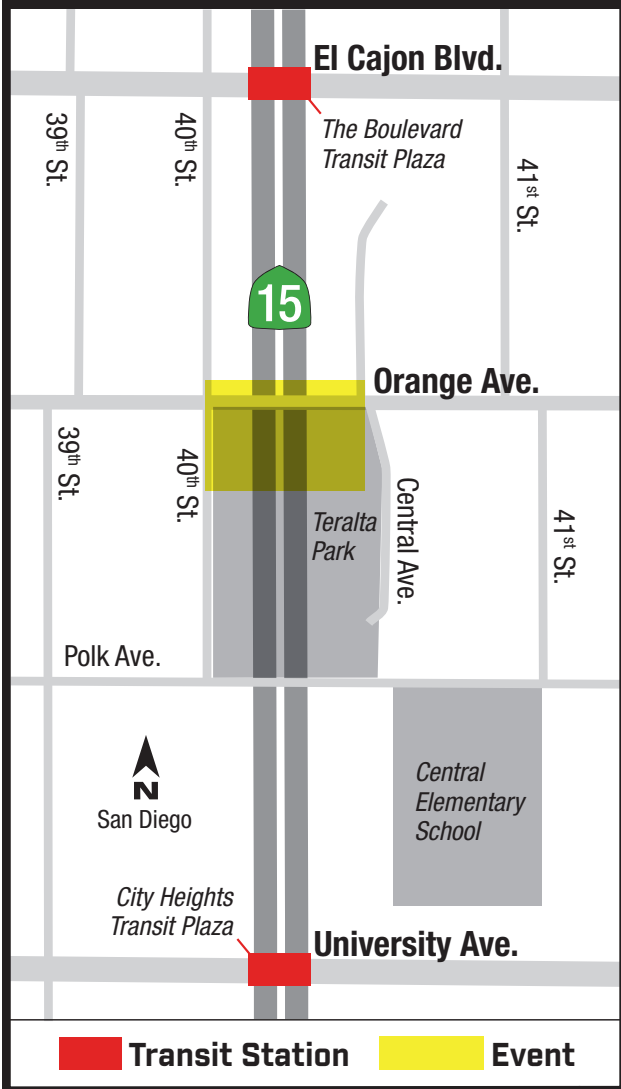 El Cajon Blvd.
The Boulevard
Transit Plaza
39th St.
40th St.
41st St.
15
Orange Ave.
39th St.
40th St.
Teralta
Park
Central Ave.
41st St.
Polk Ave.
N
San Diego
Central
Elementary
School
City Heights
Transit Plaza
University Ave.
Transit Station
Event